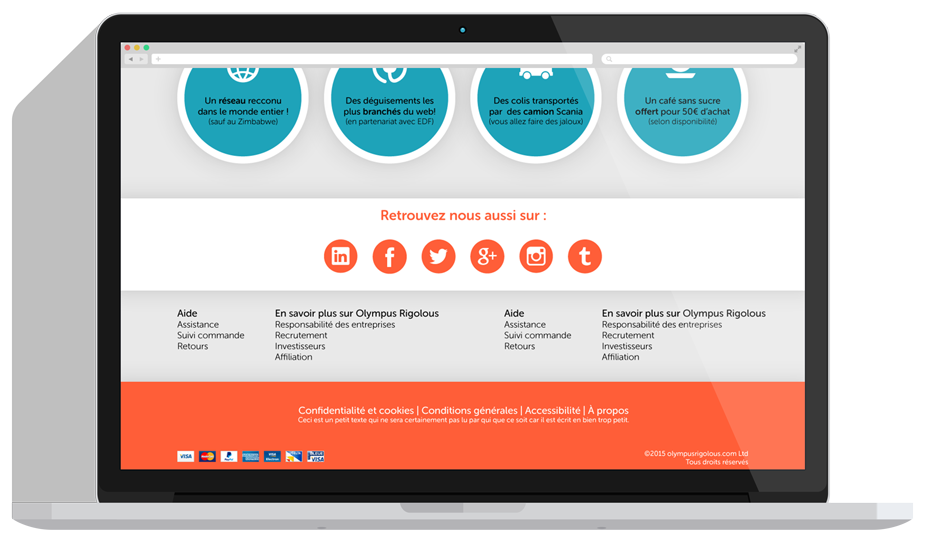 Un réseau recconu
dans le monde entier !
(sauf au Zimbabwe)
Des déguisements les
plus branchés du web!
(en partenariat avec EDF)
Des colis transportés
par des camion Scania
(vous allez faire des jaloux)
Un café sans sucre
offert pour 50€ d'achat
(selon disponibilité)
Retrouvez nous aussi sur :
in f g+ t
Aide
Assistance
Suivi commande
Retours
En savoir plus sur Olympus Rigolous
Responsabilité des entreprises
Recrutement
Investisseurs
Affiliation
Aide
Assistance
Suivi commande
Retours
En savoir plus sur Olympus Rigolous
Responsabilité des entreprises
Recrutement
Investisseurs
Affiliation
Confidentialité et cookies | Conditions générales | Accessibilité | À propos
Ceci est un petit texte qui ne sera certainement pas lu par qui que ce soit car il est écrit en bien trop petit.
VISA MasterCard PayPal
©2015 olympusrigolous.com Ltd
Tous droits réservés